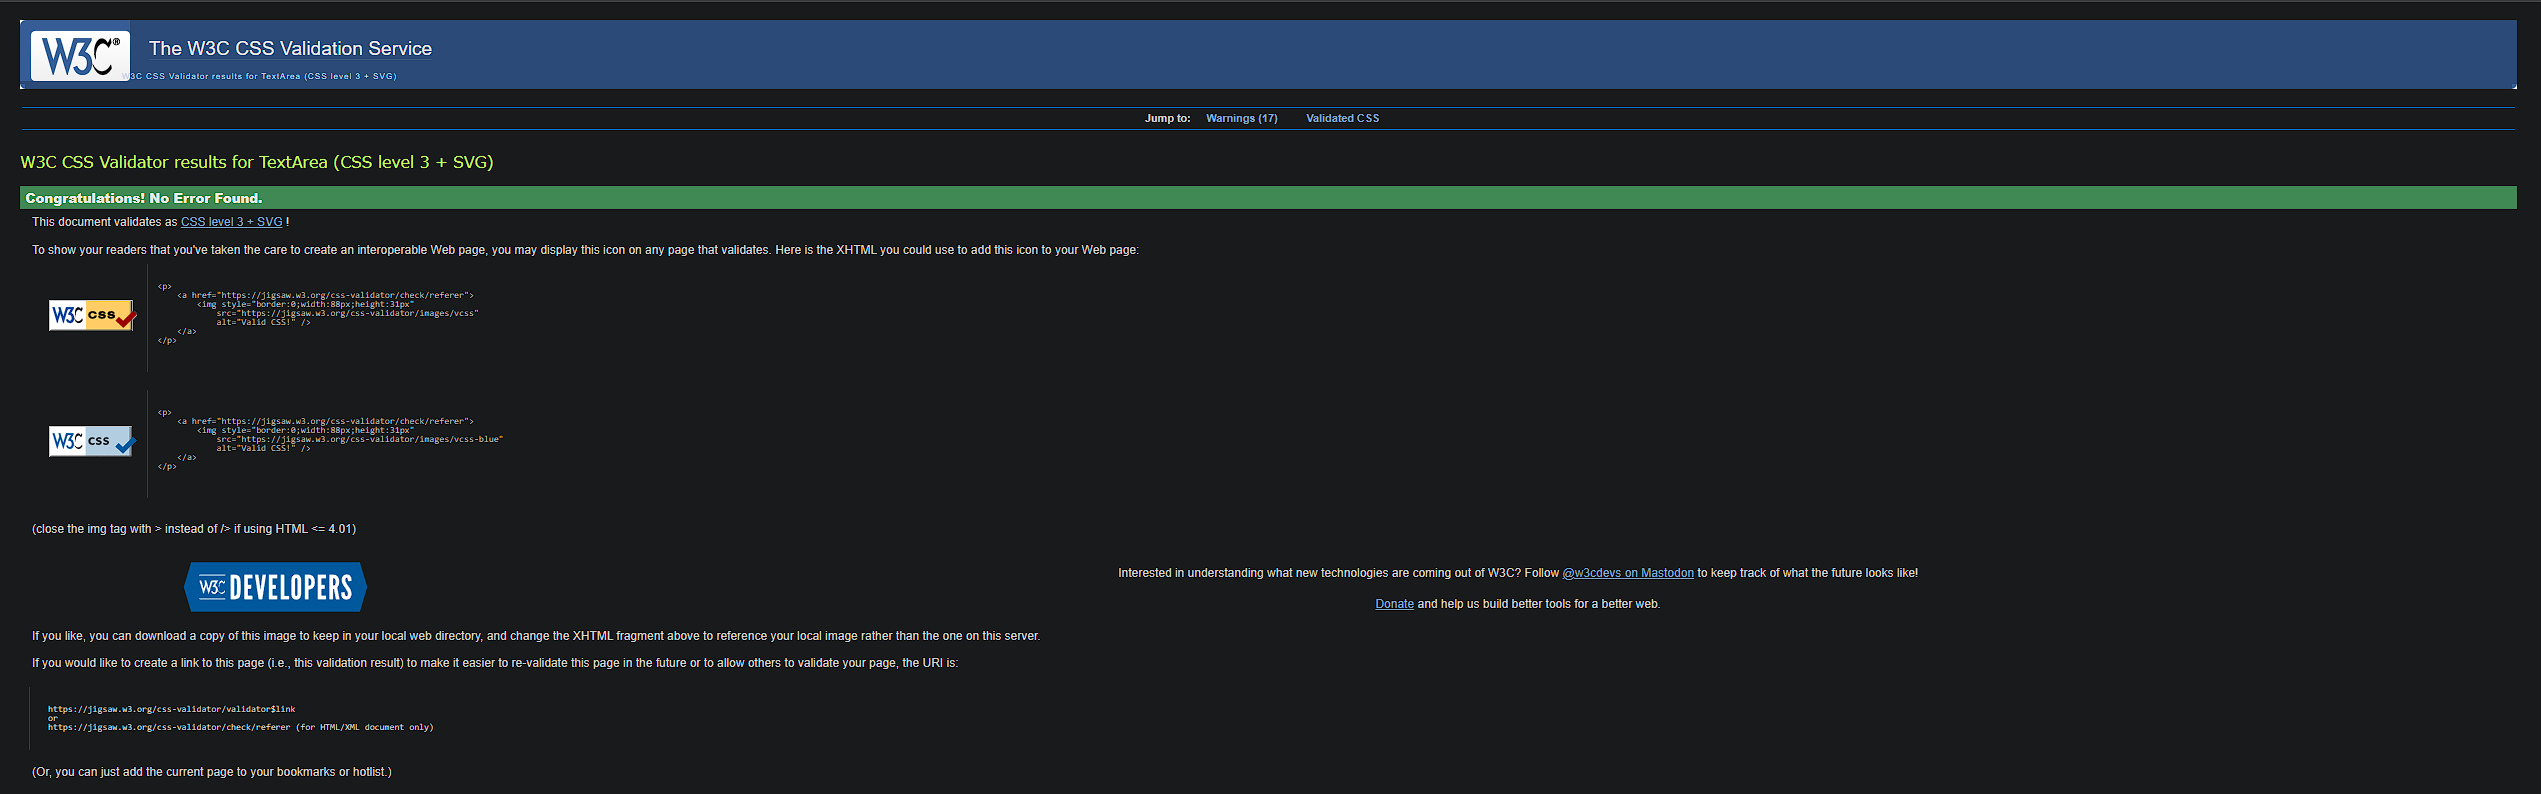 W3C®
The W3C CSS Validation Service
W3C CSS Validator results for TextArea (CSS level 3 + SVG)
Jump to: Warnings (17) Validated CSS
W3C CSS Validator results for TextArea (CSS level 3 + SVG)
Congratulations! No Error Found.
This document validates as CSS level 3 + SVG !
To show your readers that you've taken the care to create an interoperable Web page, you may display this icon on any page that validates. Here is the XHTML you could use to add this icon to your Web page:
W3C CSS
<p>
<a href="https://jigsaw.w3.org/css-validator/check/referer">
<img style="border:0;width:88px;height:31px"
src="https://jigsaw.w3.org/css-validator/images/vcss"
alt="Valid CSS!" />
</a>
</p>
W3C CSS
<p>
<a href="https://jigsaw.w3.org/css-validator/check/referer">
<img style="border:0;width:88px;height:31px"
src="https://jigsaw.w3.org/css-validator/images/vcss-blue"
alt="Valid CSS!" />
</a>
</p>
(close the img tag with > instead of /> if using HTML <= 4.01)
W3C DEVELOPERS
Interested in understanding what new technologies are coming out of W3C? Follow @w3cdevs on Mastodon to keep track of what the future looks like!
Donate and help us build better tools for a better web.
If you like, you can download a copy of this image to keep in your local web directory, and change the XHTML fragment above to reference your local image rather than the one on this server.
If you would like to create a link to this page (i.e., this validation result) to make it easier to re-validate this page in the future or to allow others to validate your page, the URI is:
https://jigsaw.w3.org/css-validator/validator$link
or
https://jigsaw.w3.org/css-validator/check/referer (for HTML/XML document only)
(Or, you can just add the current page to your bookmarks or hotlist.)